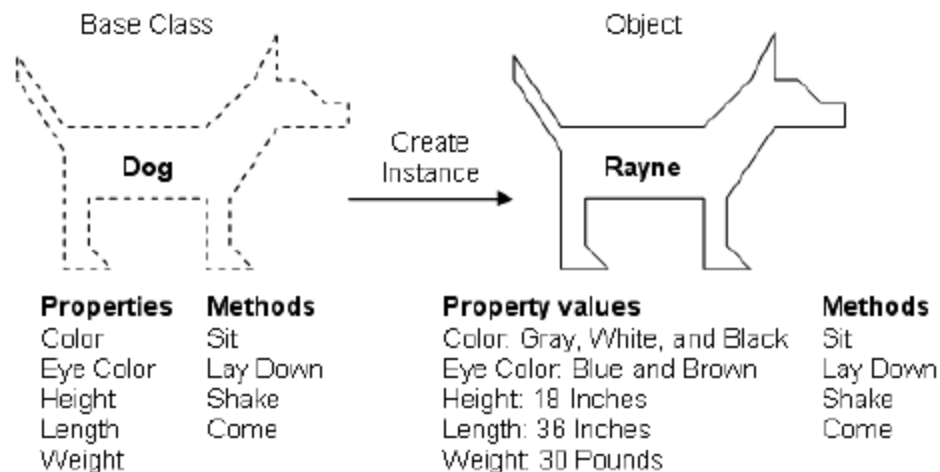 Base Class
Object
Dog
Create
Instance
Rayne
Properties
Color
Eye Color
Height
Length
Weight
Methods
Sit
Lay Down
Shake
Come
Property values
Color: Gray, White, and Black
Eye Color: Blue and Brown
Height: 18 Inches
Length: 36 Inches
Weight: 30 Pounds
Methods
Sit
Lay Down
Shake
Come